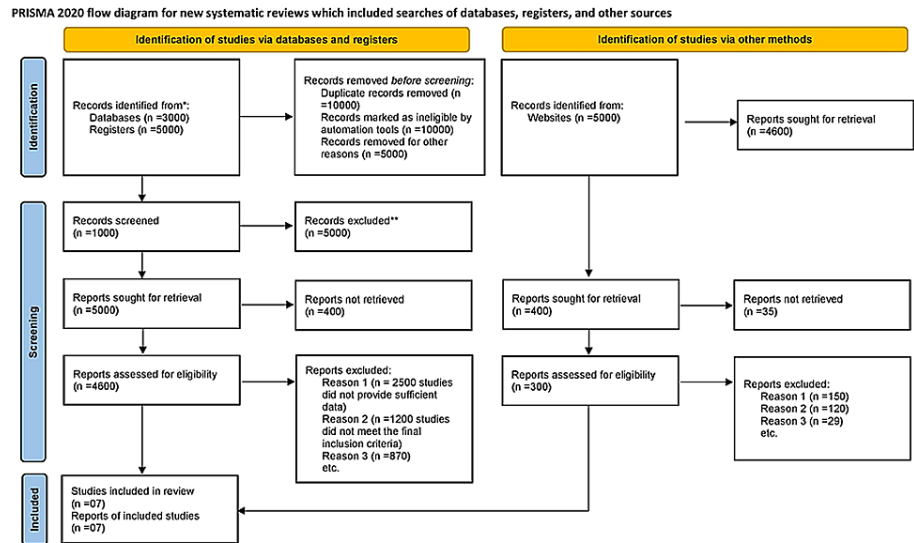 PRISMA 2020 flow diagram for new systematic reviews which included searches of databases, registers, and other sources
Identification of studies via databases and registers
Identification of studies via other methods
Identification
Records identified from*:
Databases (n =3000)
Registers (n =5000)
Records removed before screening:
Duplicate records removed (n
=10000)
Records marked as ineligible by
automation tools (n =10000)
Records removed for other
reasons (n =5000)
Records identified from:
Websites (n =5000)
Reports sought for retrieval
(n =4600)
Screening
Records screened
(n =1000)
Records excluded**
(n =5000)
Reports sought for retrieval
(n =5000)
Reports not retrieved
(n =400)
Reports sought for retrieval
(n =400)
Reports not retrieved
(n =35)
Reports assessed for eligibility
(n =4600)
Reports excluded:
Reason 1 (n = 2500 studies
did not provide sufficient
data)
Reason 2 (n =1200 studies
did not meet the final
inclusion criteria)
Reason 3 (n =870)
etc.
Reports assessed for eligibility
(n =300)
Reports excluded:
Reason 1 (n =150)
Reason 2 (n =120)
Reason 3 (n =29)
etc.
Included
Studies included in review
(n =07)
Reports of included studies
(n =07)